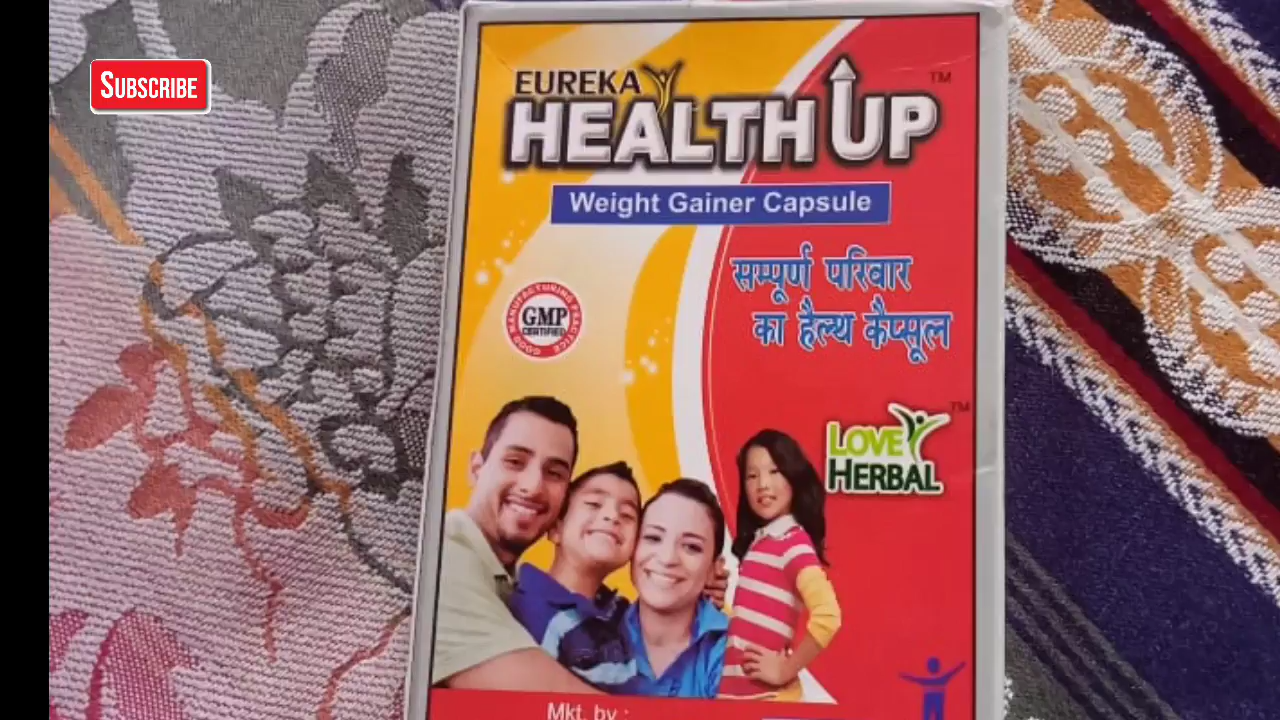 SUBSCRIBE
EUREKA
HEALTH UP ™
Weight Gainer Capsule
सम्पूर्ण परिवार
का हैल्थ कैप्सूल
GOOD MANUFACTURING PRACTICE
GMP
CERTIFIED
LOVE ™
HERBAL
Mkt. by :